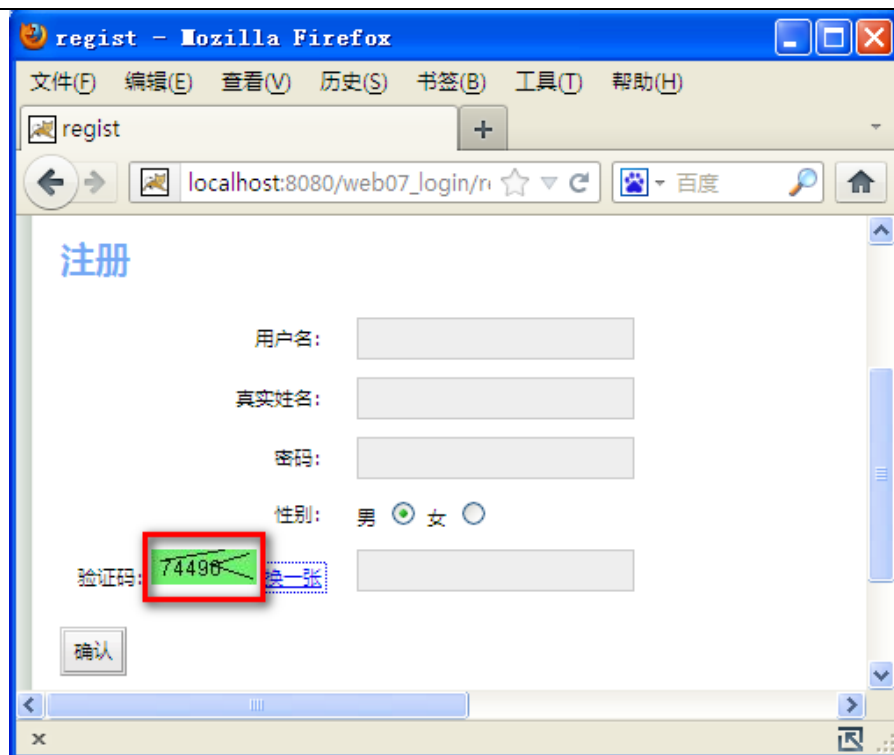 regist - Mozilla Firefox
文件(F) 编辑(E) 查看(V) 历史(S) 书签(B) 工具(T) 帮助(H)
regist
localhost:8080/web07_login/r 百度
注册
用户名:
真实姓名:
密码:
性别: 男 女
验证码: 换一张
确认